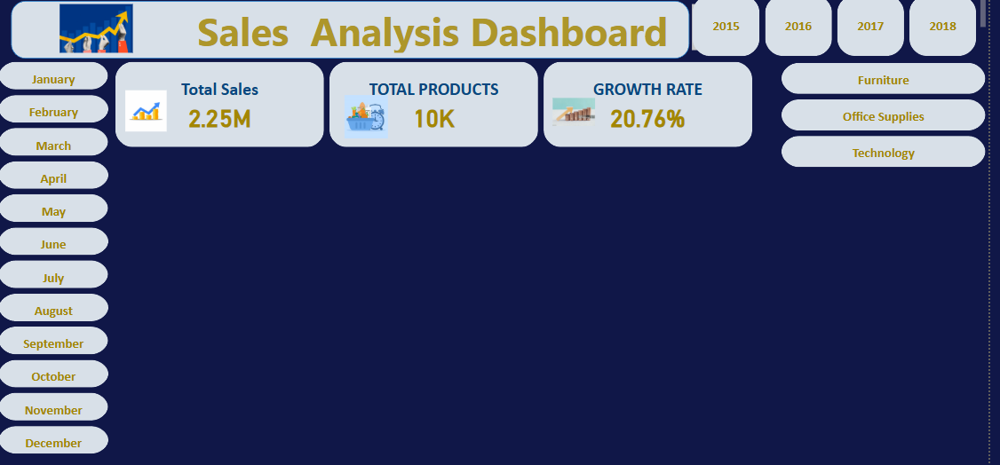 Sales Analysis Dashboard
2015
2016
2017
2018
January
February
March
April
May
June
July
August
September
October
November
December
Total Sales
2.25M
TOTAL PRODUCTS
10K
GROWTH RATE
20.76%
Furniture
Office Supplies
Technology